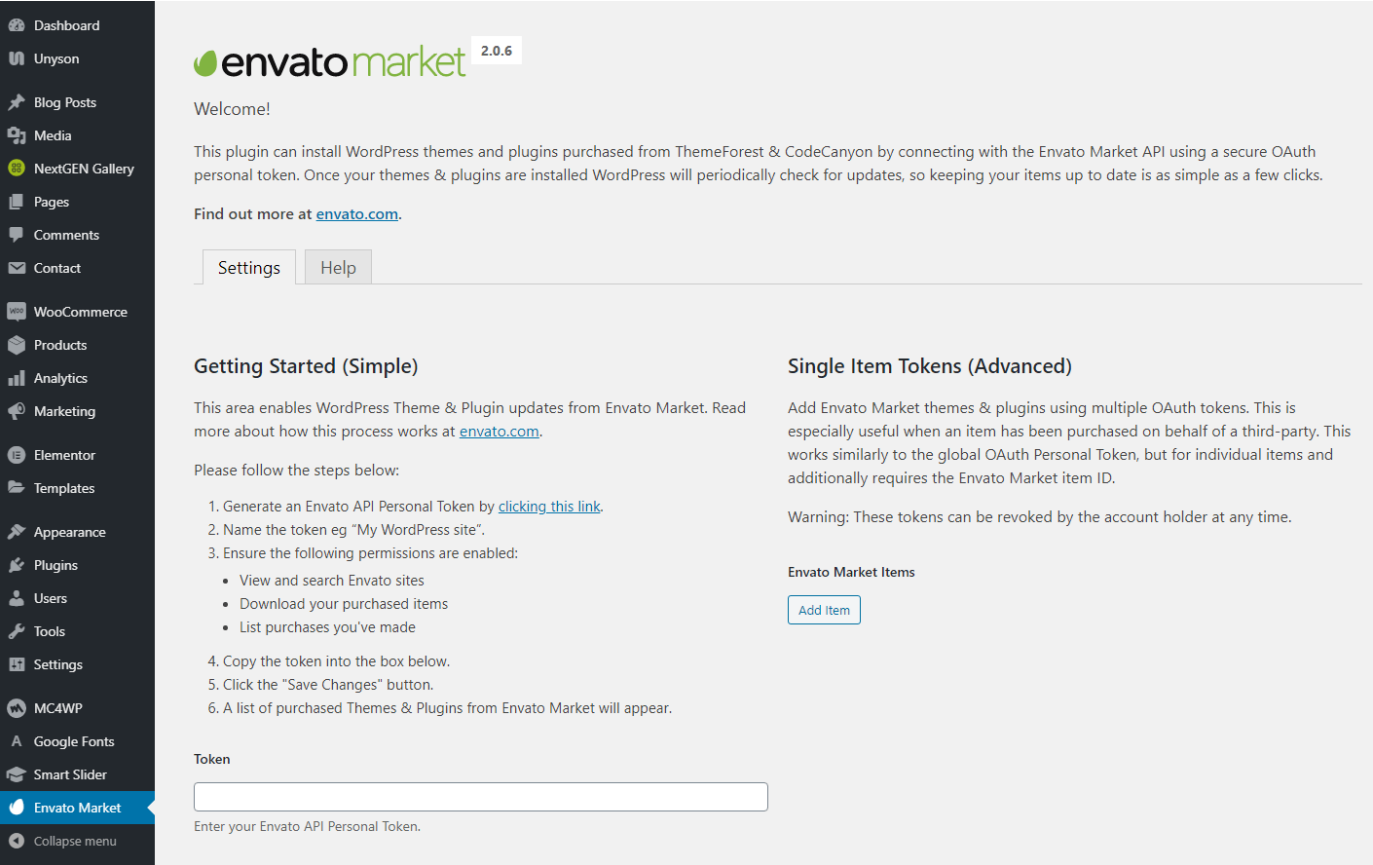 Dashboard
Unyson
Blog Posts
Media
NextGEN Gallery
Pages
Comments
Contact
WooCommerce
Products
Analytics
Marketing
Elementor
Templates
Appearance
Plugins
Users
Tools
Settings
MC4WP
Google Fonts
Smart Slider
Envato Market
Collapse menu
envato market 2.0.6
Welcome!
This plugin can install WordPress themes and plugins purchased from ThemeForest & CodeCanyon by connecting with the Envato Market API using a secure OAuth
personal token. Once your themes & plugins are installed WordPress will periodically check for updates, so keeping your items up to date is as simple as a few clicks.
Find out more at envato.com.
Settings Help
Getting Started (Simple)
This area enables WordPress Theme & Plugin updates from Envato Market. Read
more about how this process works at envato.com.
Please follow the steps below:
1. Generate an Envato API Personal Token by clicking this link.
2. Name the token eg “My WordPress site”.
3. Ensure the following permissions are enabled:
• View and search Envato sites
• Download your purchased items
• List purchases you've made
4. Copy the token into the box below.
5. Click the "Save Changes" button.
6. A list of purchased Themes & Plugins from Envato Market will appear.
Token
Enter your Envato API Personal Token.
Single Item Tokens (Advanced)
Add Envato Market themes & plugins using multiple OAuth tokens. This is
especially useful when an item has been purchased on behalf of a third-party. This
works similarly to the global OAuth Personal Token, but for individual items and
additionally requires the Envato Market item ID.
Warning: These tokens can be revoked by the account holder at any time.
Envato Market Items
Add Item